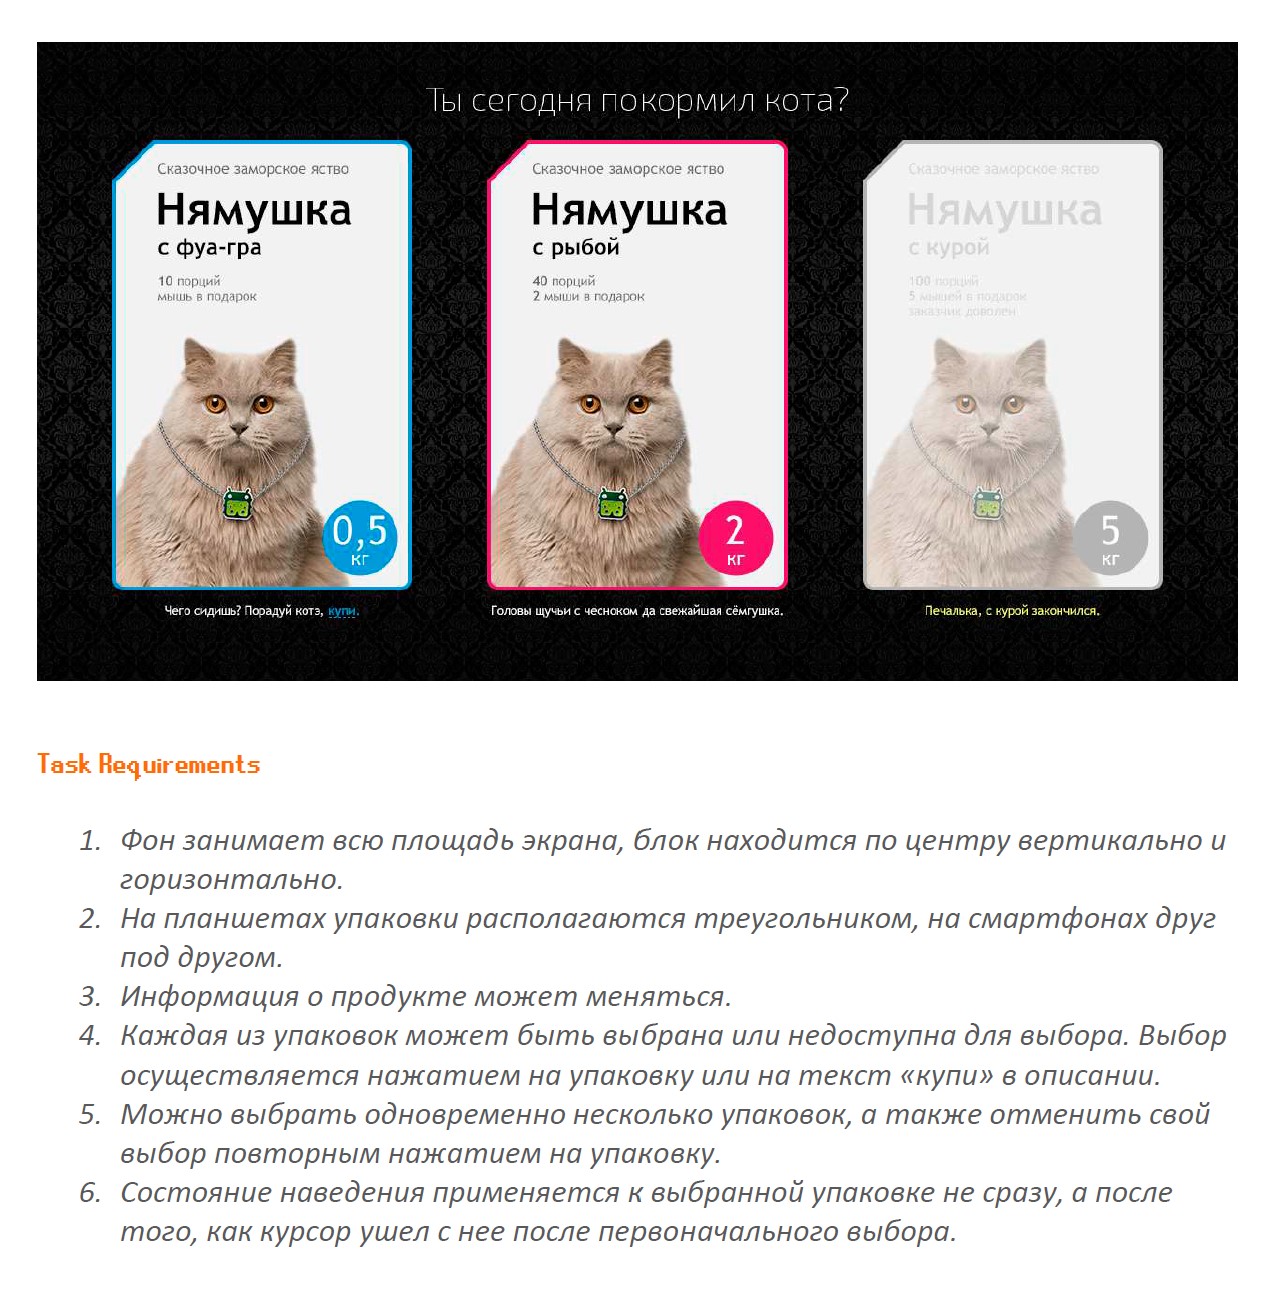 Ты сегодня покормил кота?
Сказочное заморское яство
Нямушка
с фуа-гра
10 порций
мышь в подарок
0,5
кг
Чего сидишь? Порадуй котэ, купи.
Сказочное заморское яство
Нямушка
с рыбой
40 порций
2 мыши в подарок
2
кг
Головы щучьи с чесноком да свежайшая сёмгушка.
Сказочное заморское яство
Нямушка
с курой
100 порций
5 мышей в подарок
заказчик доволен
5
кг
Печалька, с курой закончился.
Task Requirements
1. Фон занимает всю площадь экрана, блок находится по центру вертикально и
горизонтально.
2. На планшетах упаковки располагаются треугольником, на смартфонах друг
под другом.
3. Информация о продукте может меняться.
4. Каждая из упаковок может быть выбрана или недоступна для выбора. Выбор
осуществляется нажатием на упаковку или на текст «купи» в описании.
5. Можно выбрать одновременно несколько упаковок, а также отменить свой
выбор повторным нажатием на упаковку.
6. Состояние наведения применяется к выбранной упаковке не сразу, а после
того, как курсор ушел с нее после первоначального выбора.